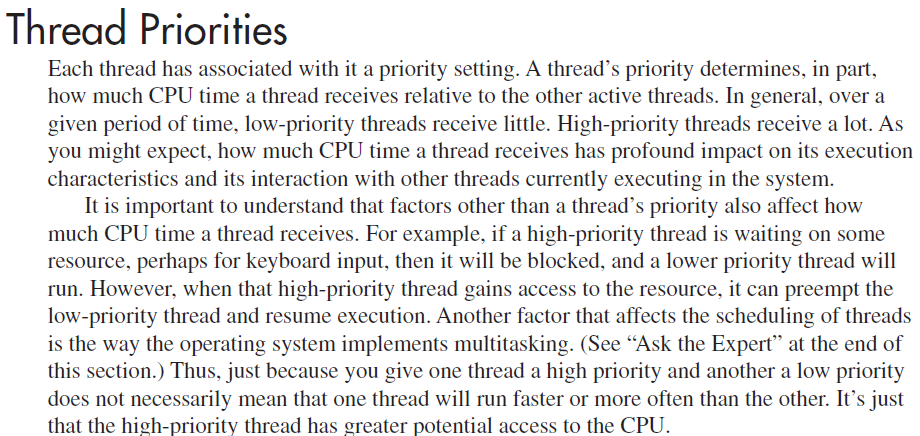 Thread Priorities
Each thread has associated with it a priority setting. A thread’s priority determines, in part,
how much CPU time a thread receives relative to the other active threads. In general, over a
given period of time, low-priority threads receive little. High-priority threads receive a lot. As
you might expect, how much CPU time a thread receives has profound impact on its execution
characteristics and its interaction with other threads currently executing in the system.
It is important to understand that factors other than a thread’s priority also affect how
much CPU time a thread receives. For example, if a high-priority thread is waiting on some
resource, perhaps for keyboard input, then it will be blocked, and a lower priority thread will
run. However, when that high-priority thread gains access to the resource, it can preempt the
low-priority thread and resume execution. Another factor that affects the scheduling of threads
is the way the operating system implements multitasking. (See “Ask the Expert” at the end of
this section.) Thus, just because you give one thread a high priority and another a low priority
does not necessarily mean that one thread will run faster or more often than the other. It’s just
that the high-priority thread has greater potential access to the CPU.